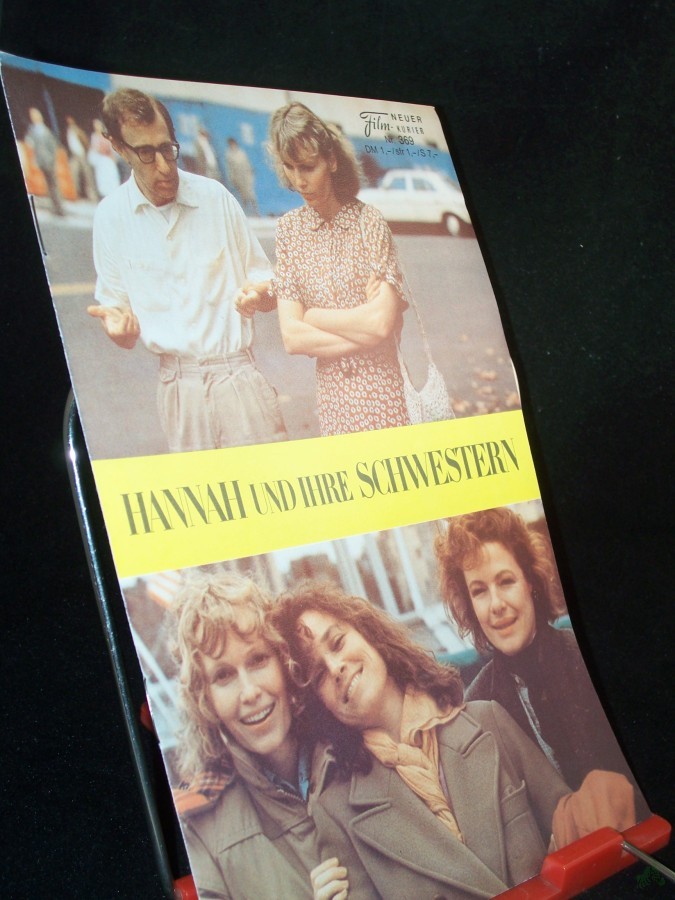 NEUER
Film-KURIER
Nr. 369
DM 1,-/sfr 1,-/S 7,-
HANNAH UND IHRE SCHWESTERN